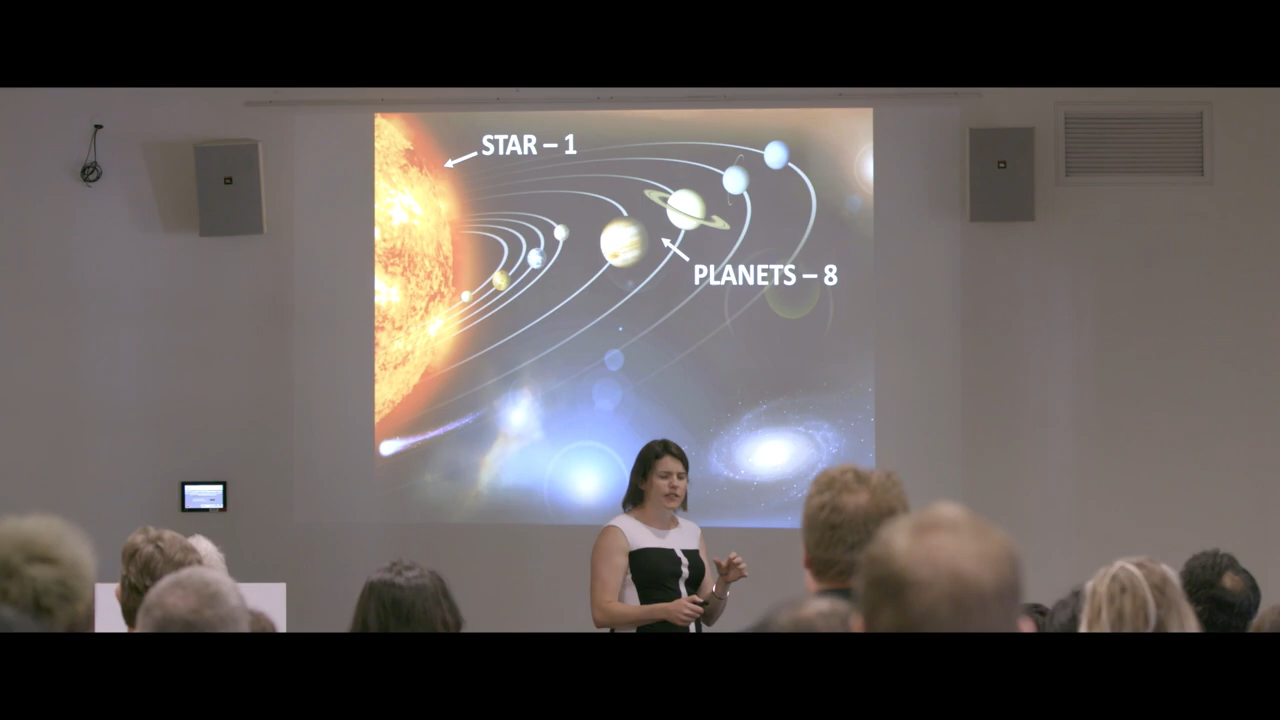 STAR – 1
PLANETS – 8